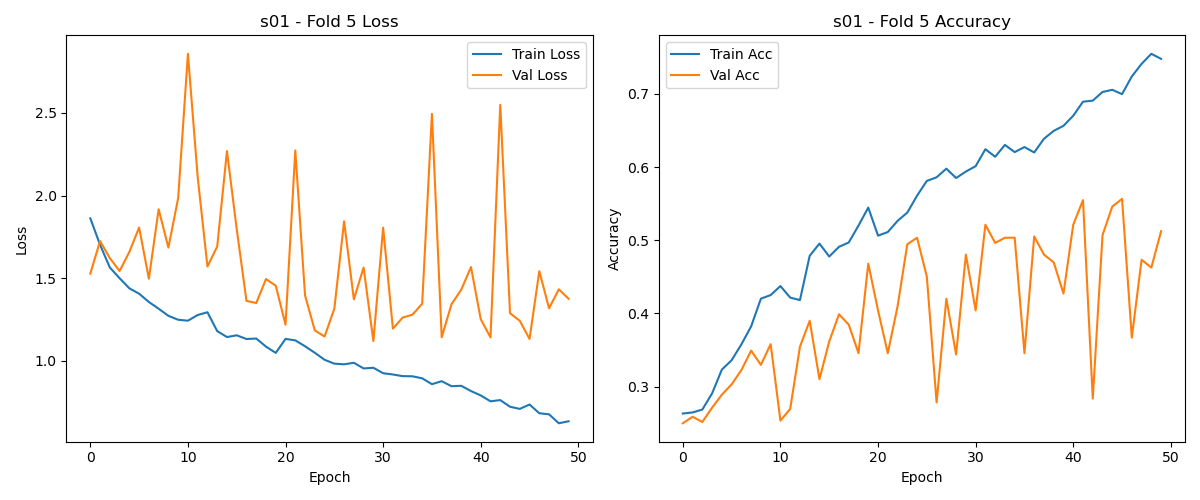 s01 - Fold 5 Loss
Train Loss
Val Loss
2.5
2.0
1.5
1.0
Loss
0 10 20 30 40 50
Epoch
s01 - Fold 5 Accuracy
Train Acc
Val Acc
0.7
0.6
0.5
0.4
0.3
Accuracy
0 10 20 30 40 50
Epoch